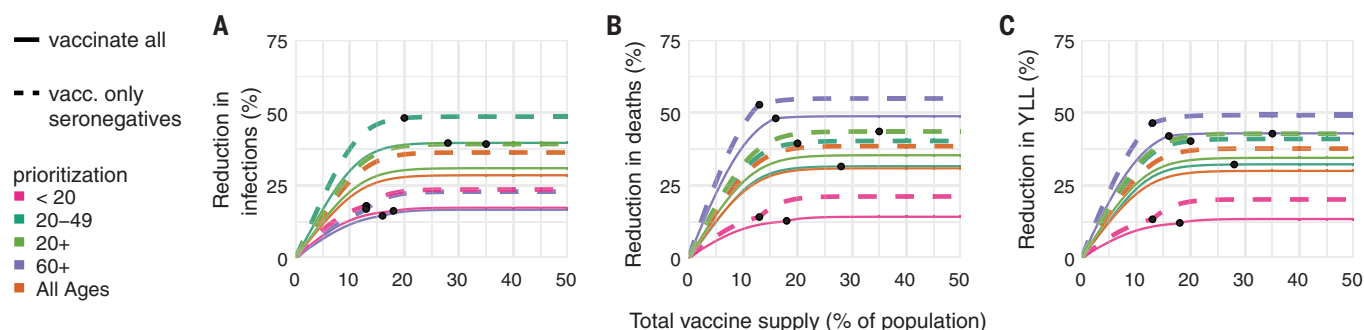 vaccinate all
vacc. only
seronegatives
prioritization
< 20
20–49
20+
60+
All Ages
A
Reduction in
infections (%)
75
50
25
0
0 10 20 30 40 50
B
Reduction in deaths (%)
75
50
25
0
0 10 20 30 40 50
C
Reduction in YLL (%)
75
50
25
0
0 10 20 30 40 50
Total vaccine supply (% of population)